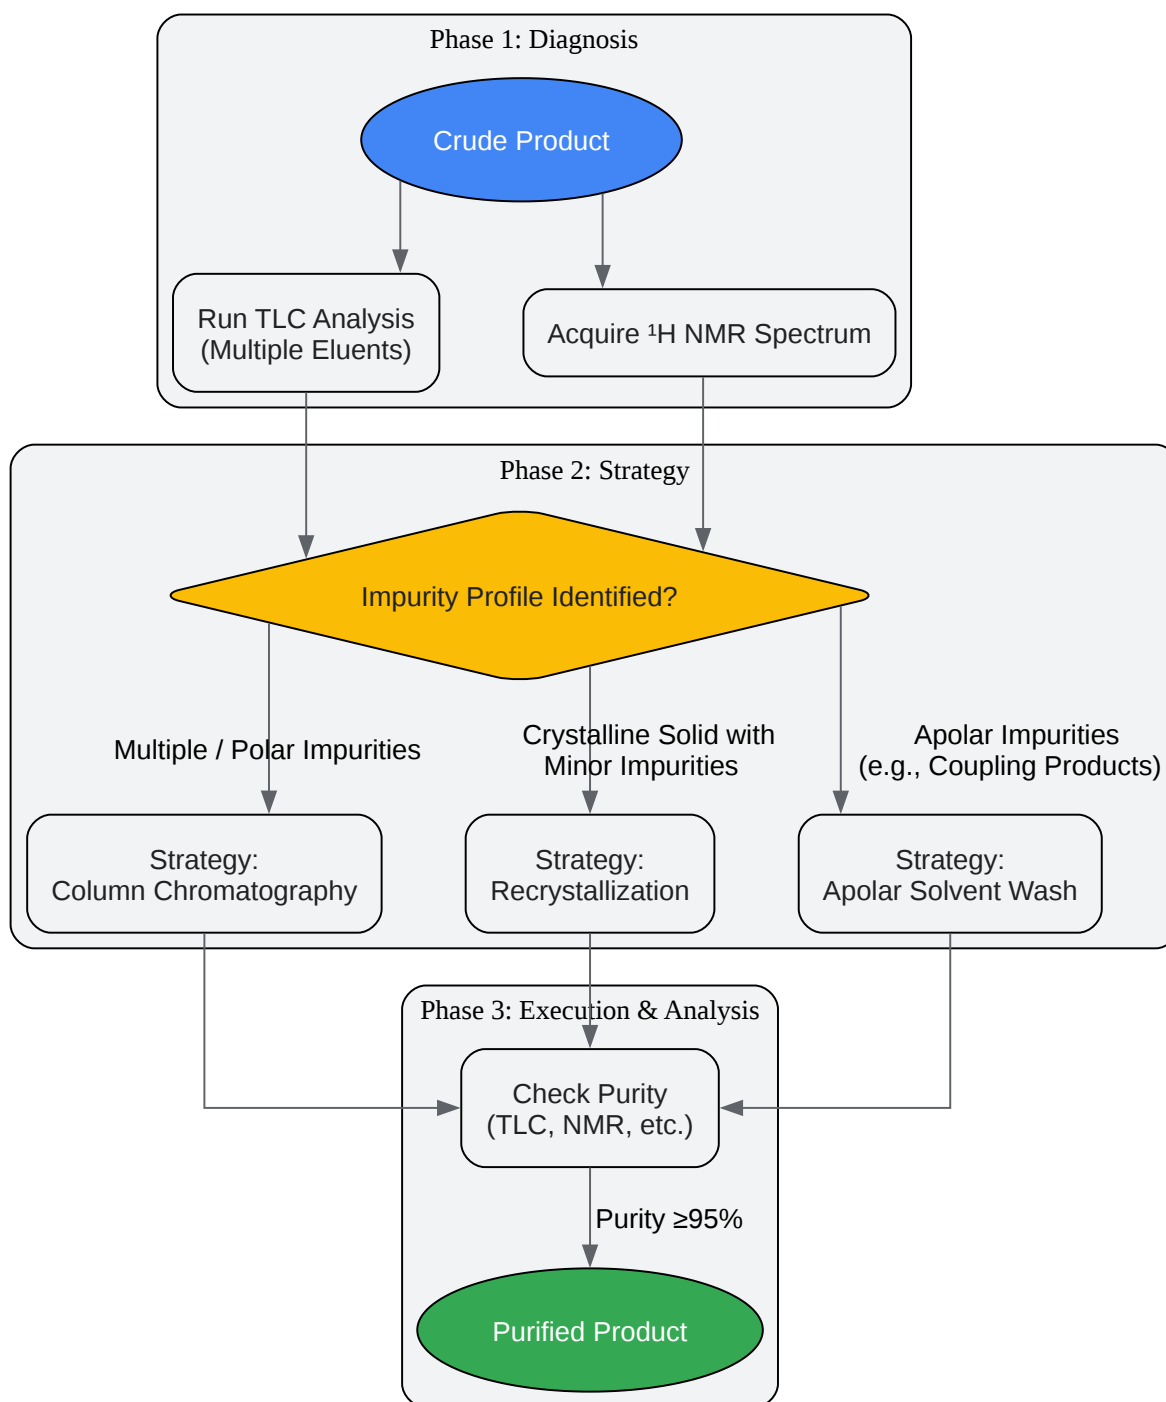 Phase 1: Diagnosis
Crude Product
Run TLC Analysis
(Multiple Eluents)
Acquire ¹H NMR Spectrum
Phase 2: Strategy
Impurity Profile Identified?
Multiple / Polar Impurities
Crystalline Solid with
Minor Impurities
Apolar Impurities
(e.g., Coupling Products)
Strategy:
Column Chromatography
Strategy:
Recrystallization
Strategy:
Apolar Solvent Wash
Phase 3: Execution & Analysis
Check Purity
(TLC, NMR, etc.)
Purity ≥95%
Purified Product